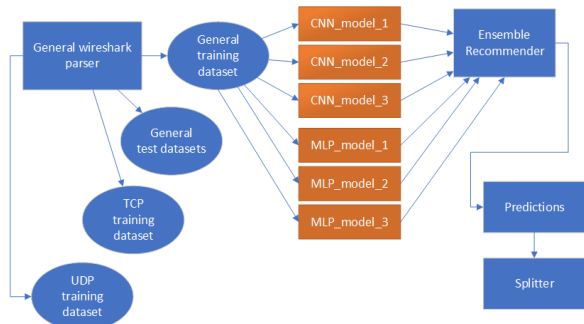 General wireshark
parser
General
training
dataset
CNN_model_1
CNN_model_2
CNN_model_3
MLP_model_1
MLP_model_2
MLP_model_3
Ensemble
Recommender
General
test datasets
TCP
training
dataset
UDP
training
dataset
Predictions
Splitter